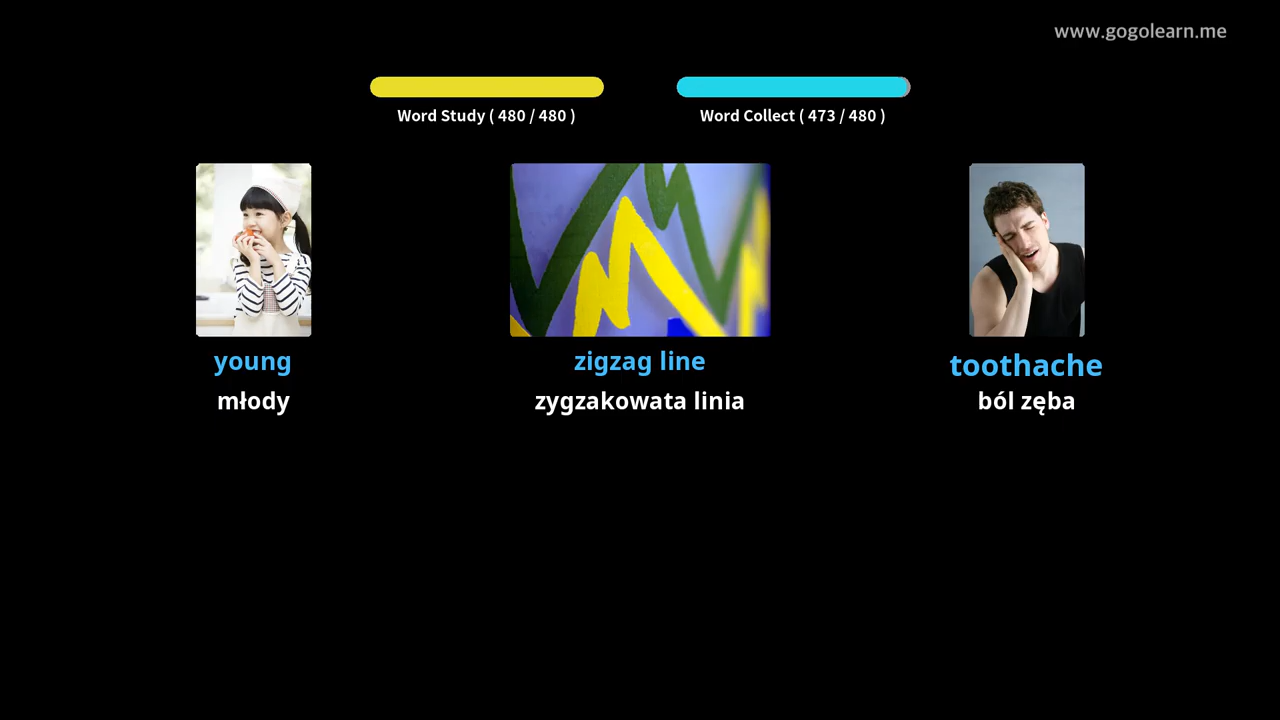 www.gogolearn.me
Word Study ( 480 / 480 )
Word Collect ( 473 / 480 )
young
zigzag line
toothache
młody
zygzakowata linia
ból zęba